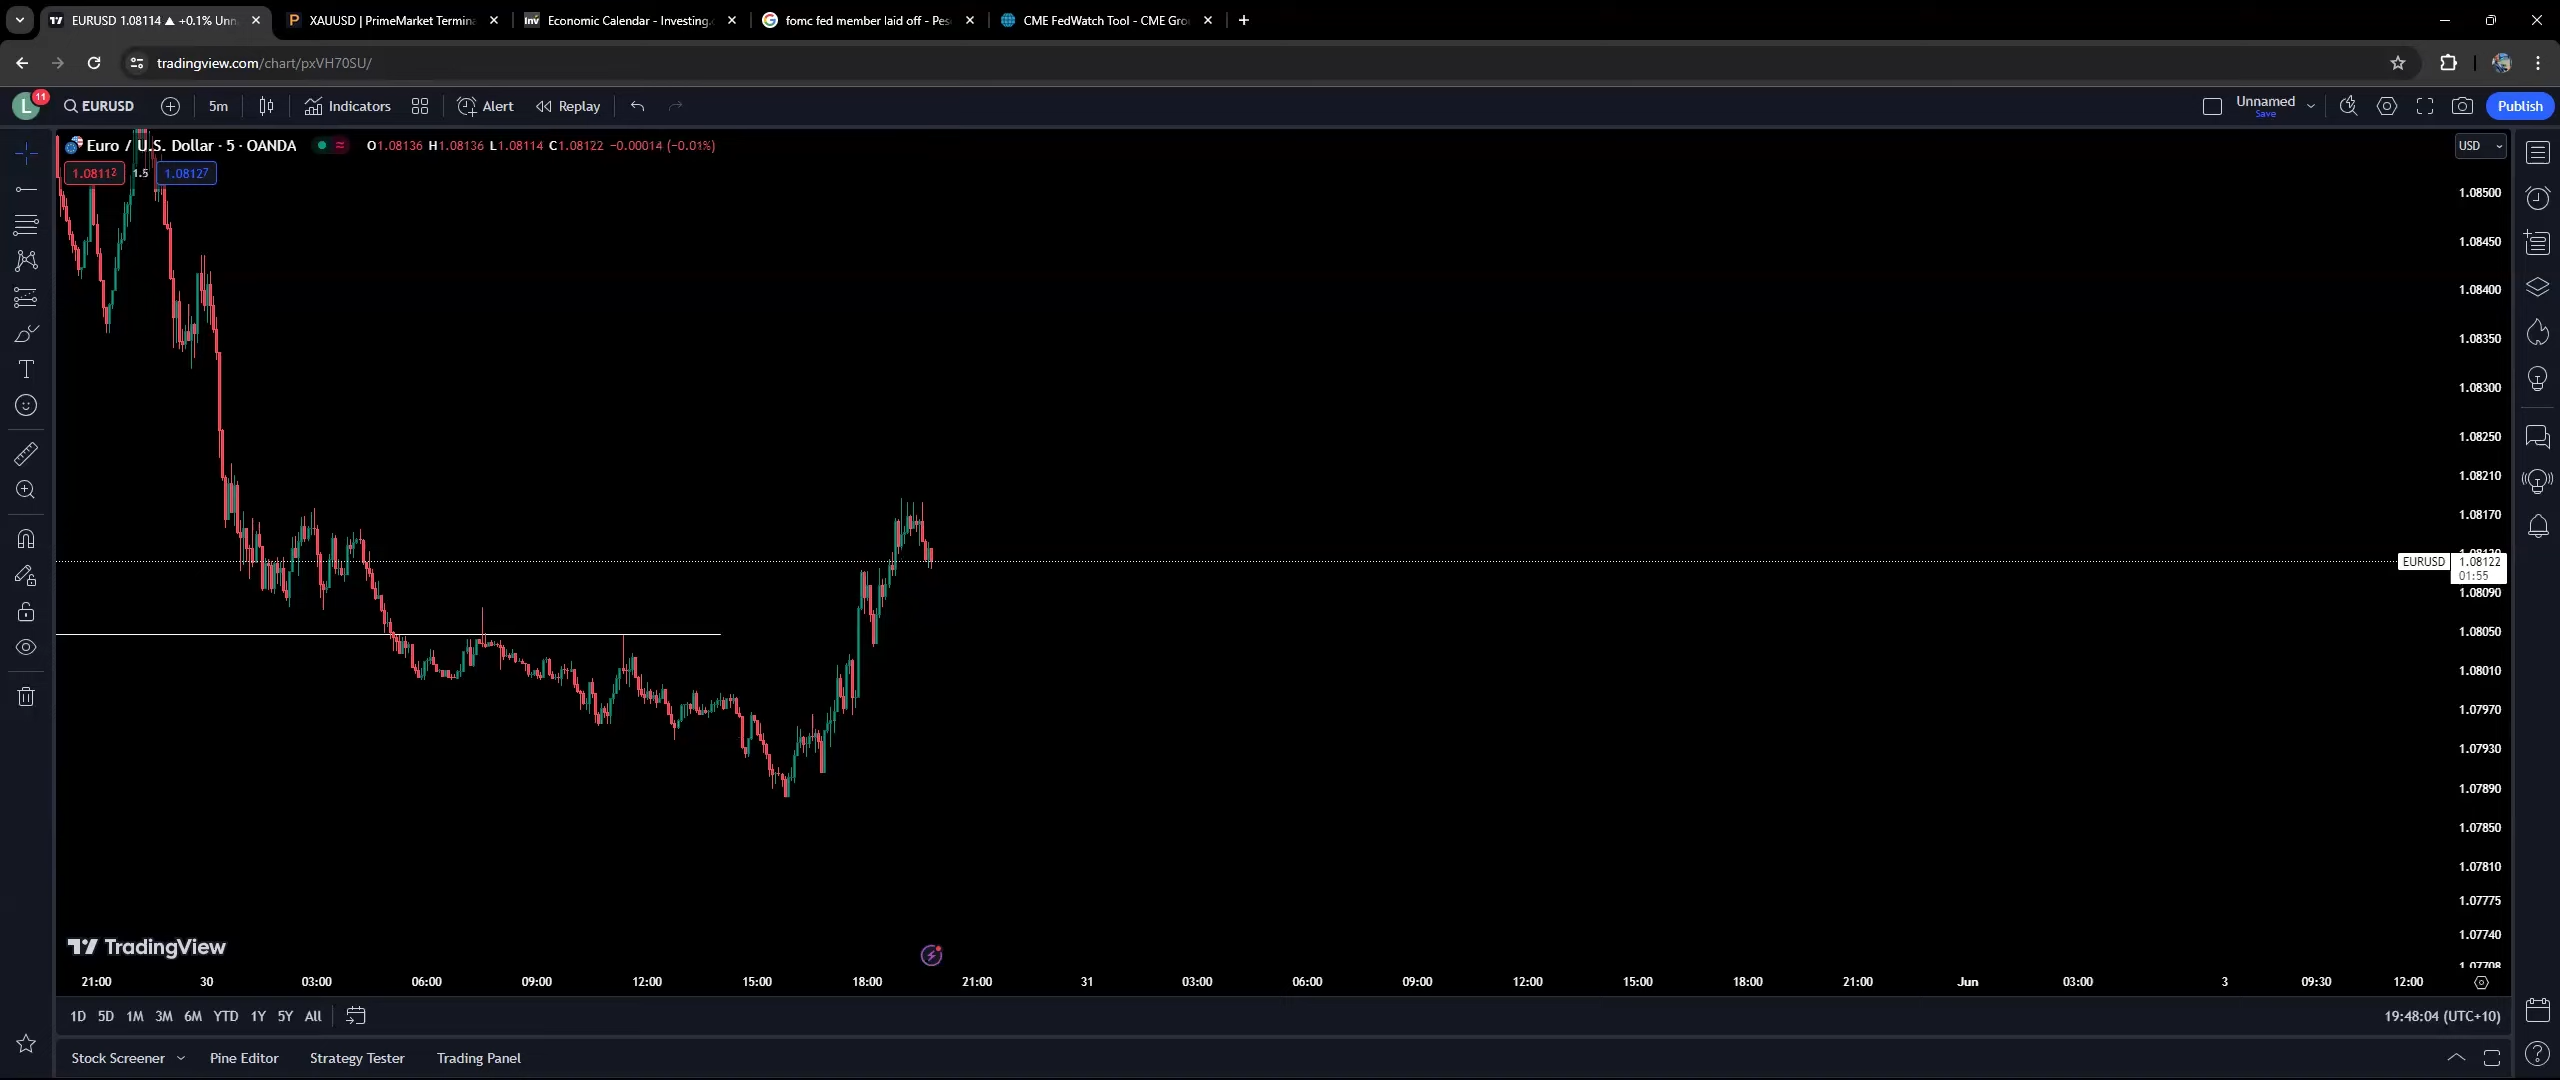 EURUSD 1.08114 ▲ +0.1% Unn
XAUUSD | PrimeMarket Termina
Economic Calendar - Investing.
fomc fed member laid off - Pes
CME FedWatch Tool - CME Gro
tradingview.com/chart/pxVH70SU/
L 11 EURUSD 5m Indicators Alert Replay Unnamed Save Publish
Euro / U.S. Dollar · 5 · OANDA O1.08136 H1.08136 L1.08114 C1.08122 −0.00014 (−0.01%) USD
1.08112 1.5 1.08127
1.08500
1.08450
1.08400
1.08350
1.08300
1.08250
1.08210
1.08170
EURUSD 1.08122
01:55
1.08090
1.08050
1.08010
1.07970
1.07930
1.07890
1.07850
1.07810
1.07775
1.07740
TradingView
21:00 30 03:00 06:00 09:00 12:00 15:00 18:00 21:00 31 03:00 06:00 09:00 12:00 15:00 18:00 21:00 Jun 03:00 3 09:30 12:00
1D 5D 1M 3M 6M YTD 1Y 5Y All 19:48:04 (UTC+10)
Stock Screener Pine Editor Strategy Tester Trading Panel